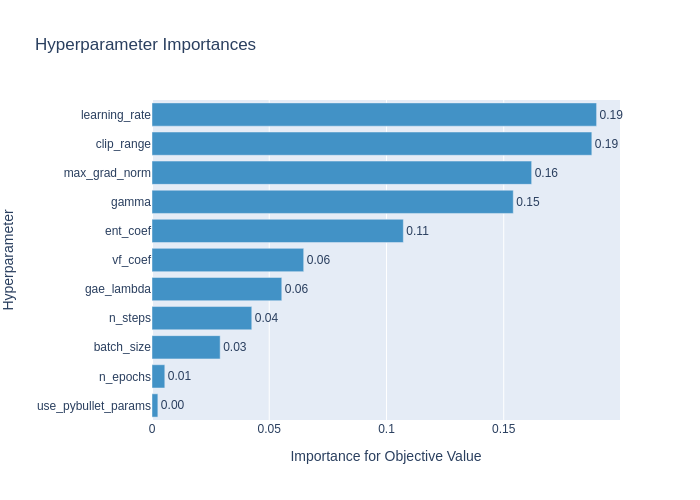 Hyperparameter Importances
Hyperparameter
learning_rate 0.19
clip_range 0.19
max_grad_norm 0.16
gamma 0.15
ent_coef 0.11
vf_coef 0.06
gae_lambda 0.06
n_steps 0.04
batch_size 0.03
n_epochs 0.01
use_pybullet_params 0.00
0 0.05 0.1 0.15
Importance for Objective Value